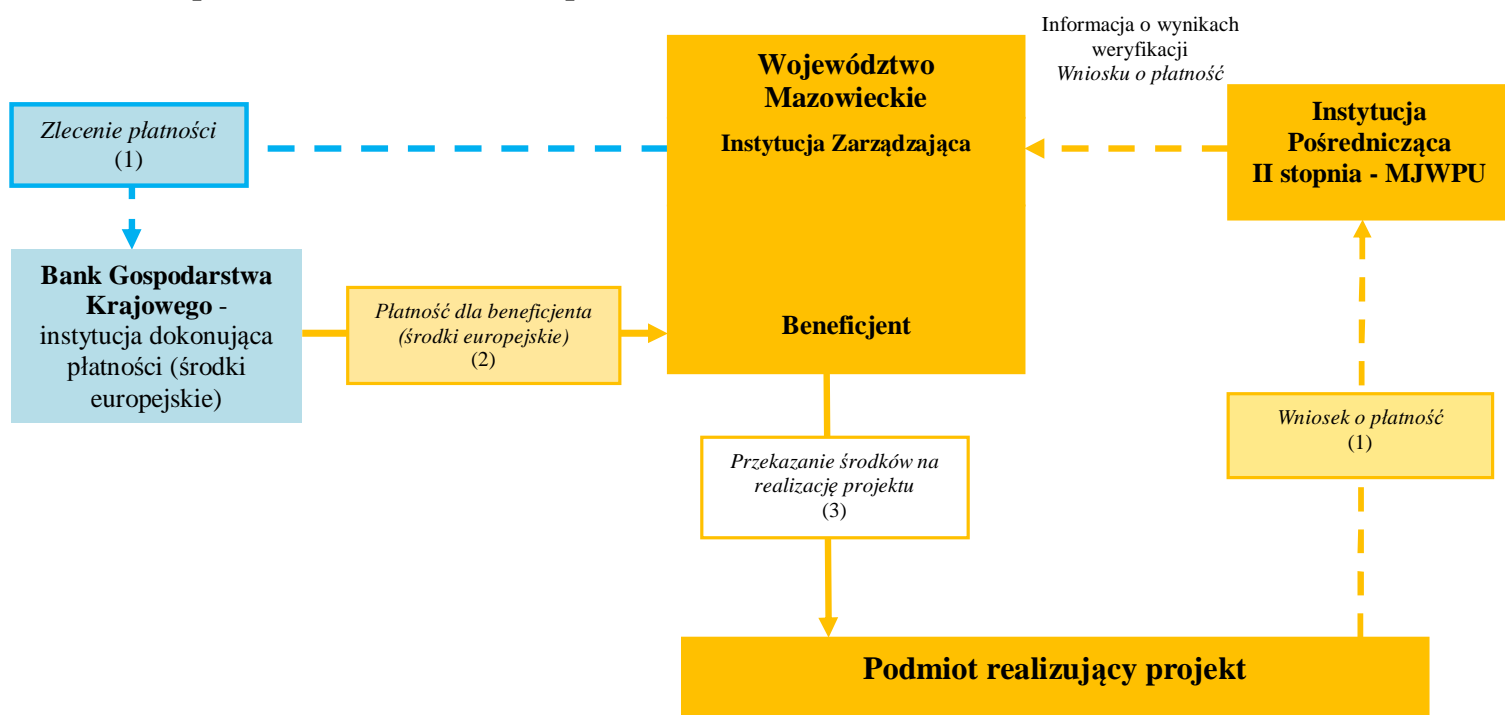 Informacja o wynikach
weryfikacji
Wniosku o płatność
Województwo
Mazowieckie
Instytucja Zarządzająca
Beneficjent
Instytucja
Pośrednicząca
II stopnia - MJWPU
Zlecenie płatności
(1)
Bank Gospodarstwa
Krajowego -
instytucja dokonująca
płatności (środki
europejskie)
Płatność dla beneficjenta
(środki europejskie)
(2)
Wniosek o płatność
(1)
Przekazanie środków na
realizację projektu
(3)
Podmiot realizujący projekt